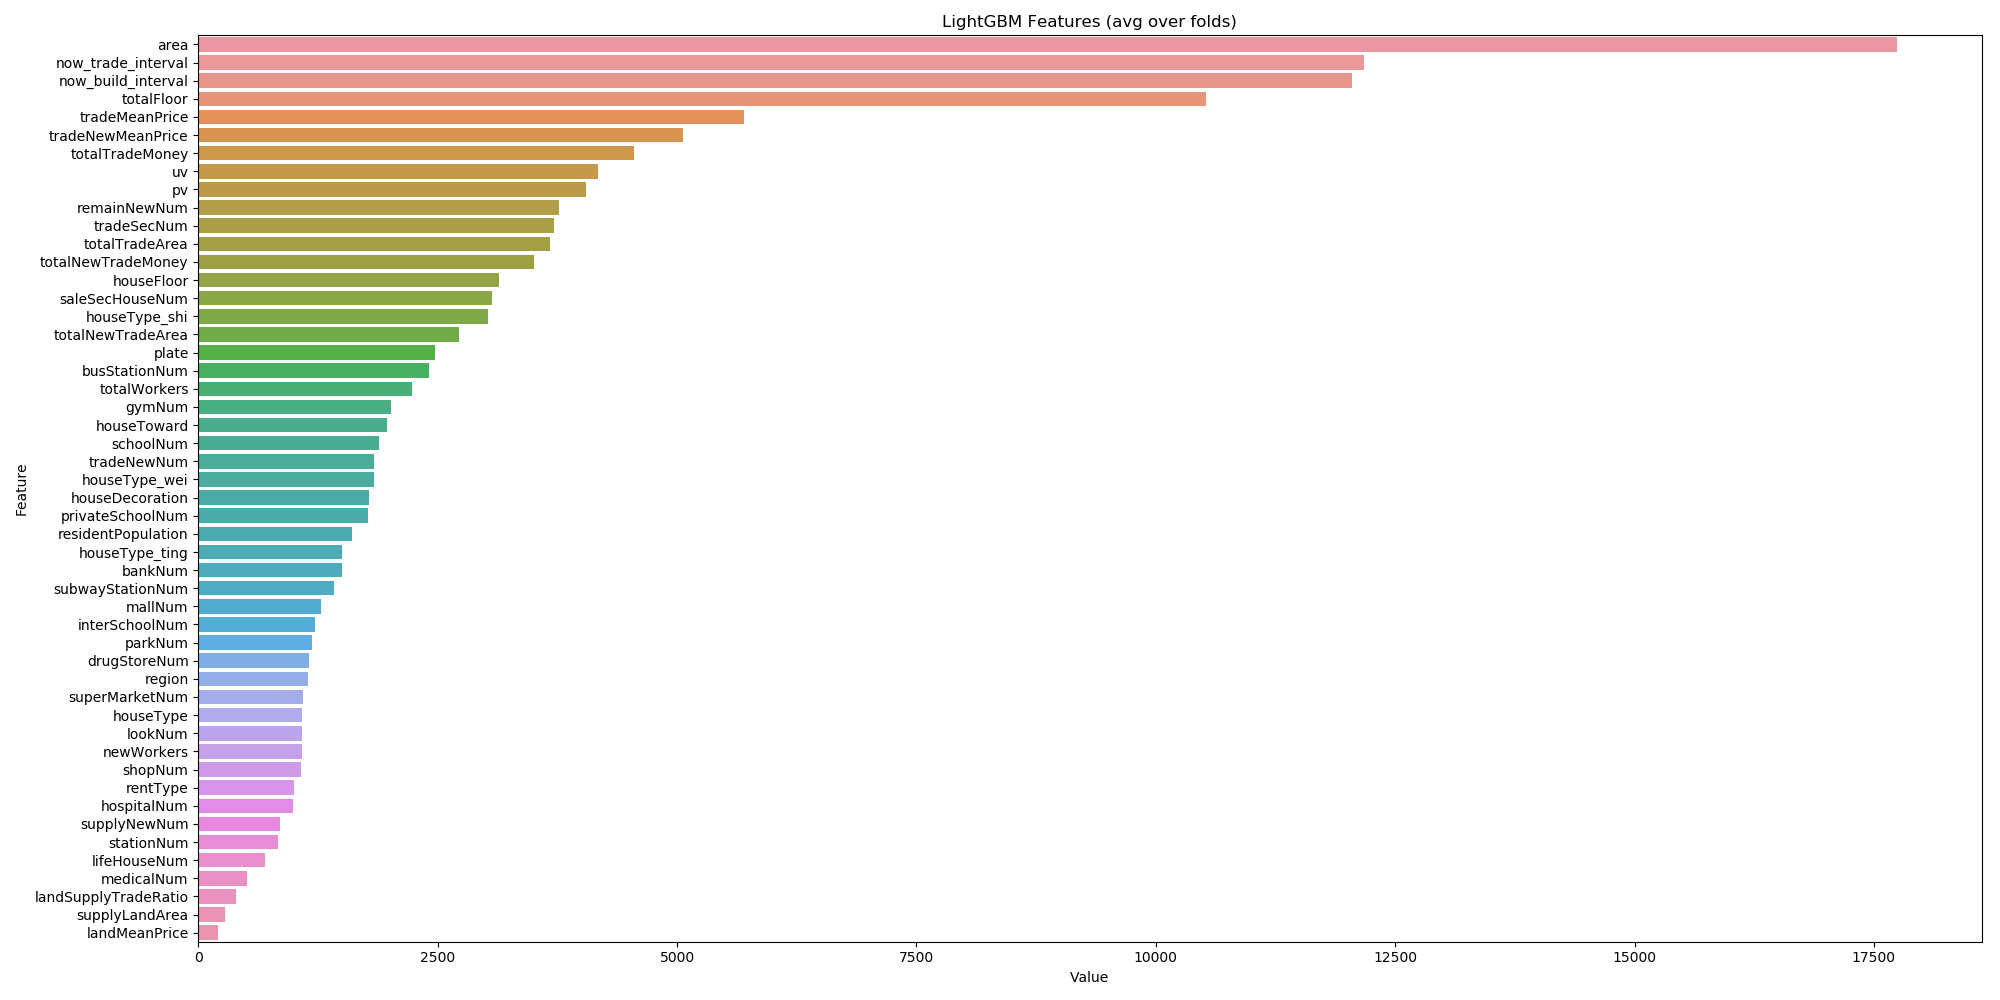 LightGBM Features (avg over folds)
area
now_trade_interval
now_build_interval
totalFloor
tradeMeanPrice
tradeNewMeanPrice
totalTradeMoney
uv
pv
remainNewNum
tradeSecNum
totalTradeArea
totalNewTradeMoney
houseFloor
saleSecHouseNum
houseType_shi
totalNewTradeArea
plate
busStationNum
totalWorkers
gymNum
houseToward
schoolNum
tradeNewNum
houseType_wei
houseDecoration
privateSchoolNum
residentPopulation
houseType_ting
bankNum
subwayStationNum
mallNum
interSchoolNum
parkNum
drugStoreNum
region
superMarketNum
houseType
lookNum
newWorkers
shopNum
rentType
hospitalNum
supplyNewNum
stationNum
lifeHouseNum
medicalNum
landSupplyTradeRatio
supplyLandArea
landMeanPrice
Feature
0 2500 5000 7500 10000 12500 15000 17500
Value